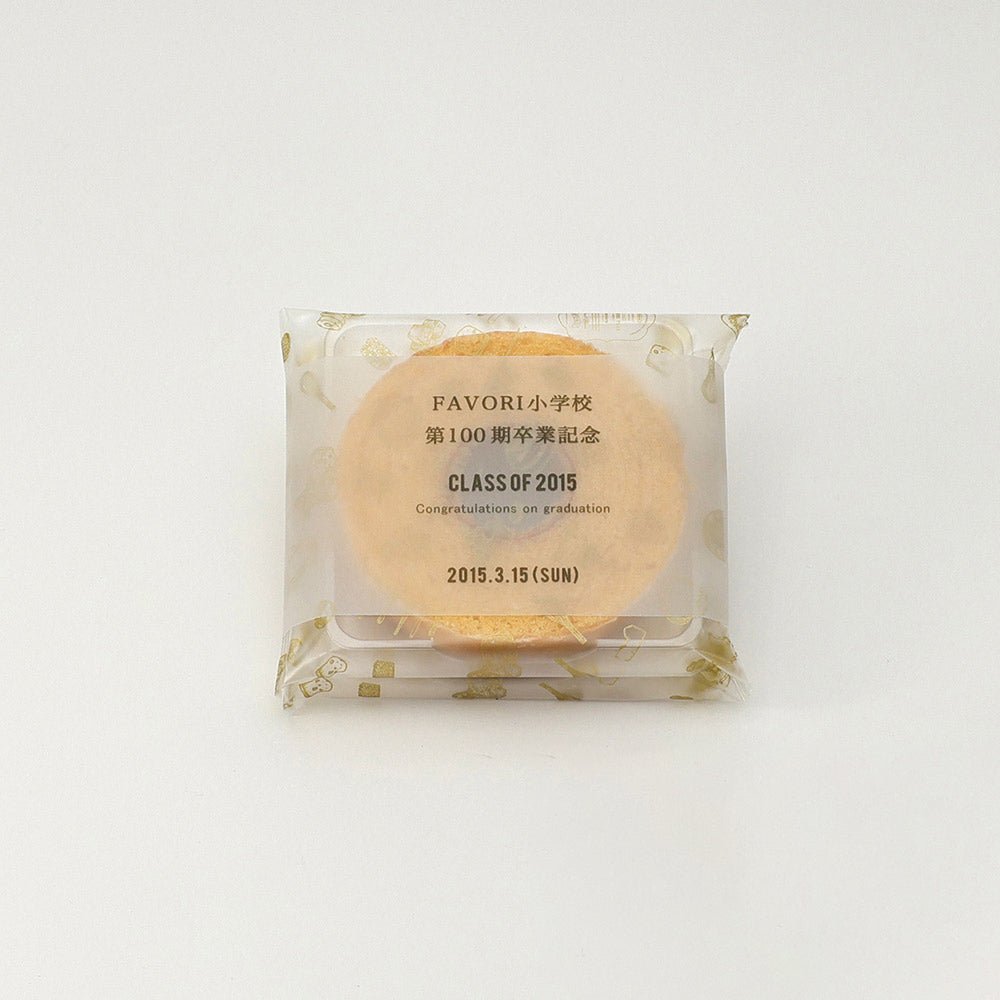 FAVORI小学校
第100期卒業記念
CLASS OF 2015
Congratulations on graduation
2015.3.15(SUN)